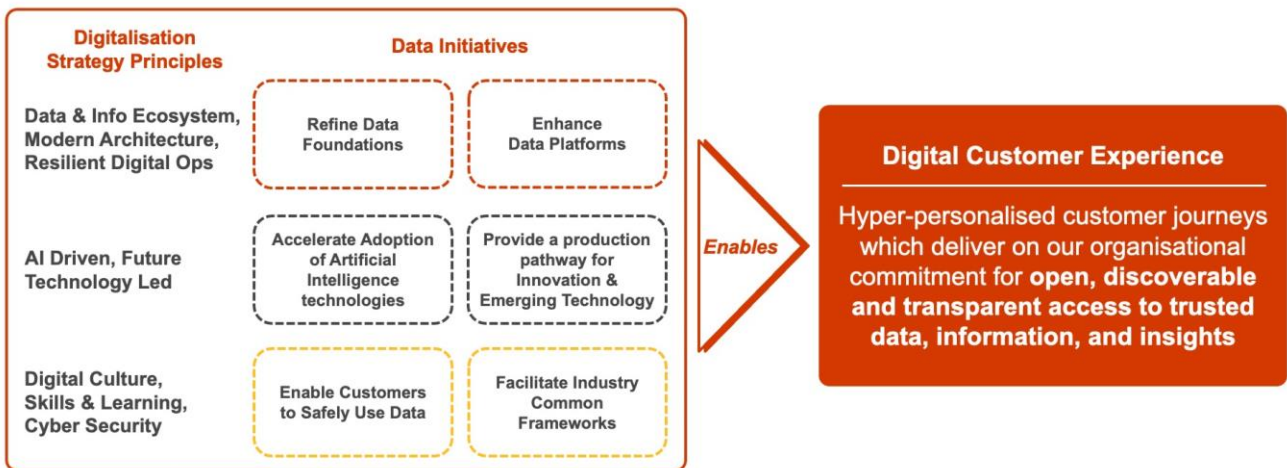 Digitalisation
Strategy Principles
Data Initiatives
Data & Info Ecosystem,
Modern Architecture,
Resilient Digital Ops
Refine Data
Foundations
Enhance
Data Platforms
AI Driven, Future
Technology Led
Accelerate Adoption
of Artificial
Intelligence
technologies
Provide a production
pathway for
Innovation &
Emerging Technology
Digital Culture,
Skills & Learning,
Cyber Security
Enable Customers
to Safely Use Data
Facilitate Industry
Common
Frameworks
Enables
Digital Customer Experience
Hyper-personalised customer journeys
which deliver on our organisational
commitment for open, discoverable
and transparent access to trusted
data, information, and insights